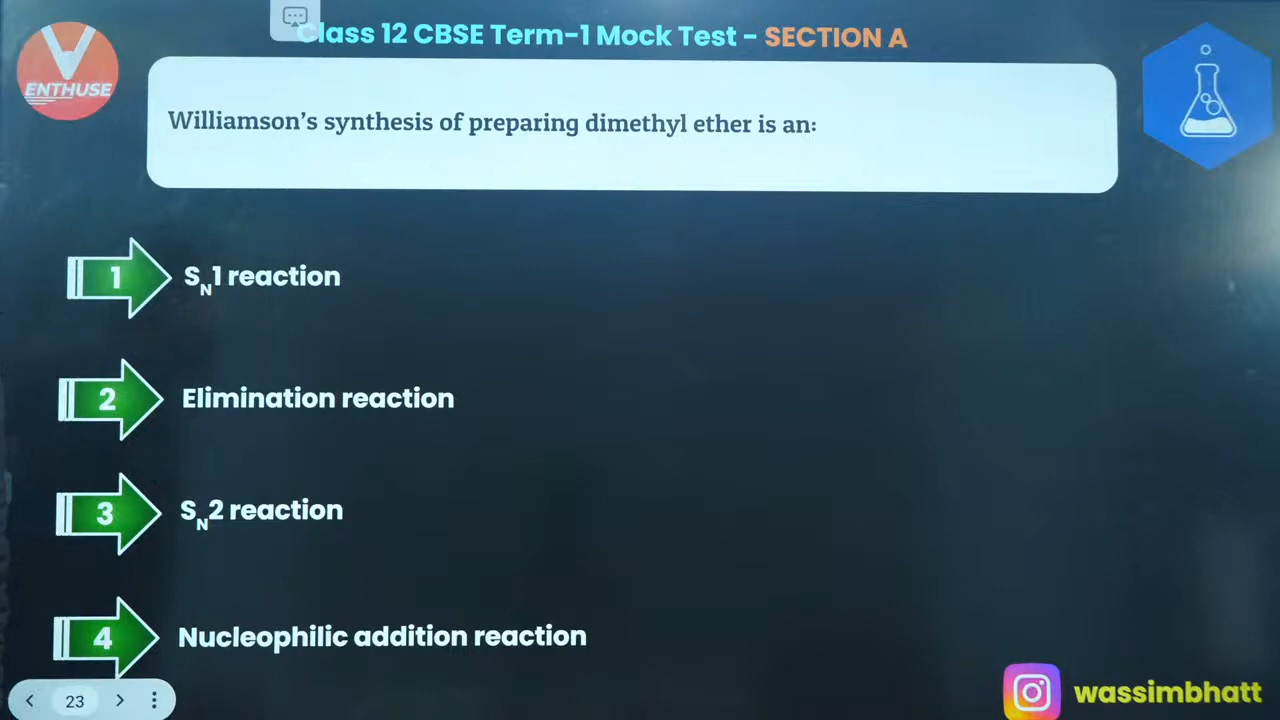 Class 12 CBSE Term-1 Mock Test - SECTION A
V
ENTHUSE
Williamson's synthesis of preparing dimethyl ether is an:
1 SN1 reaction
2 Elimination reaction
3 SN2 reaction
4 Nucleophilic addition reaction
23
wassimbhatt